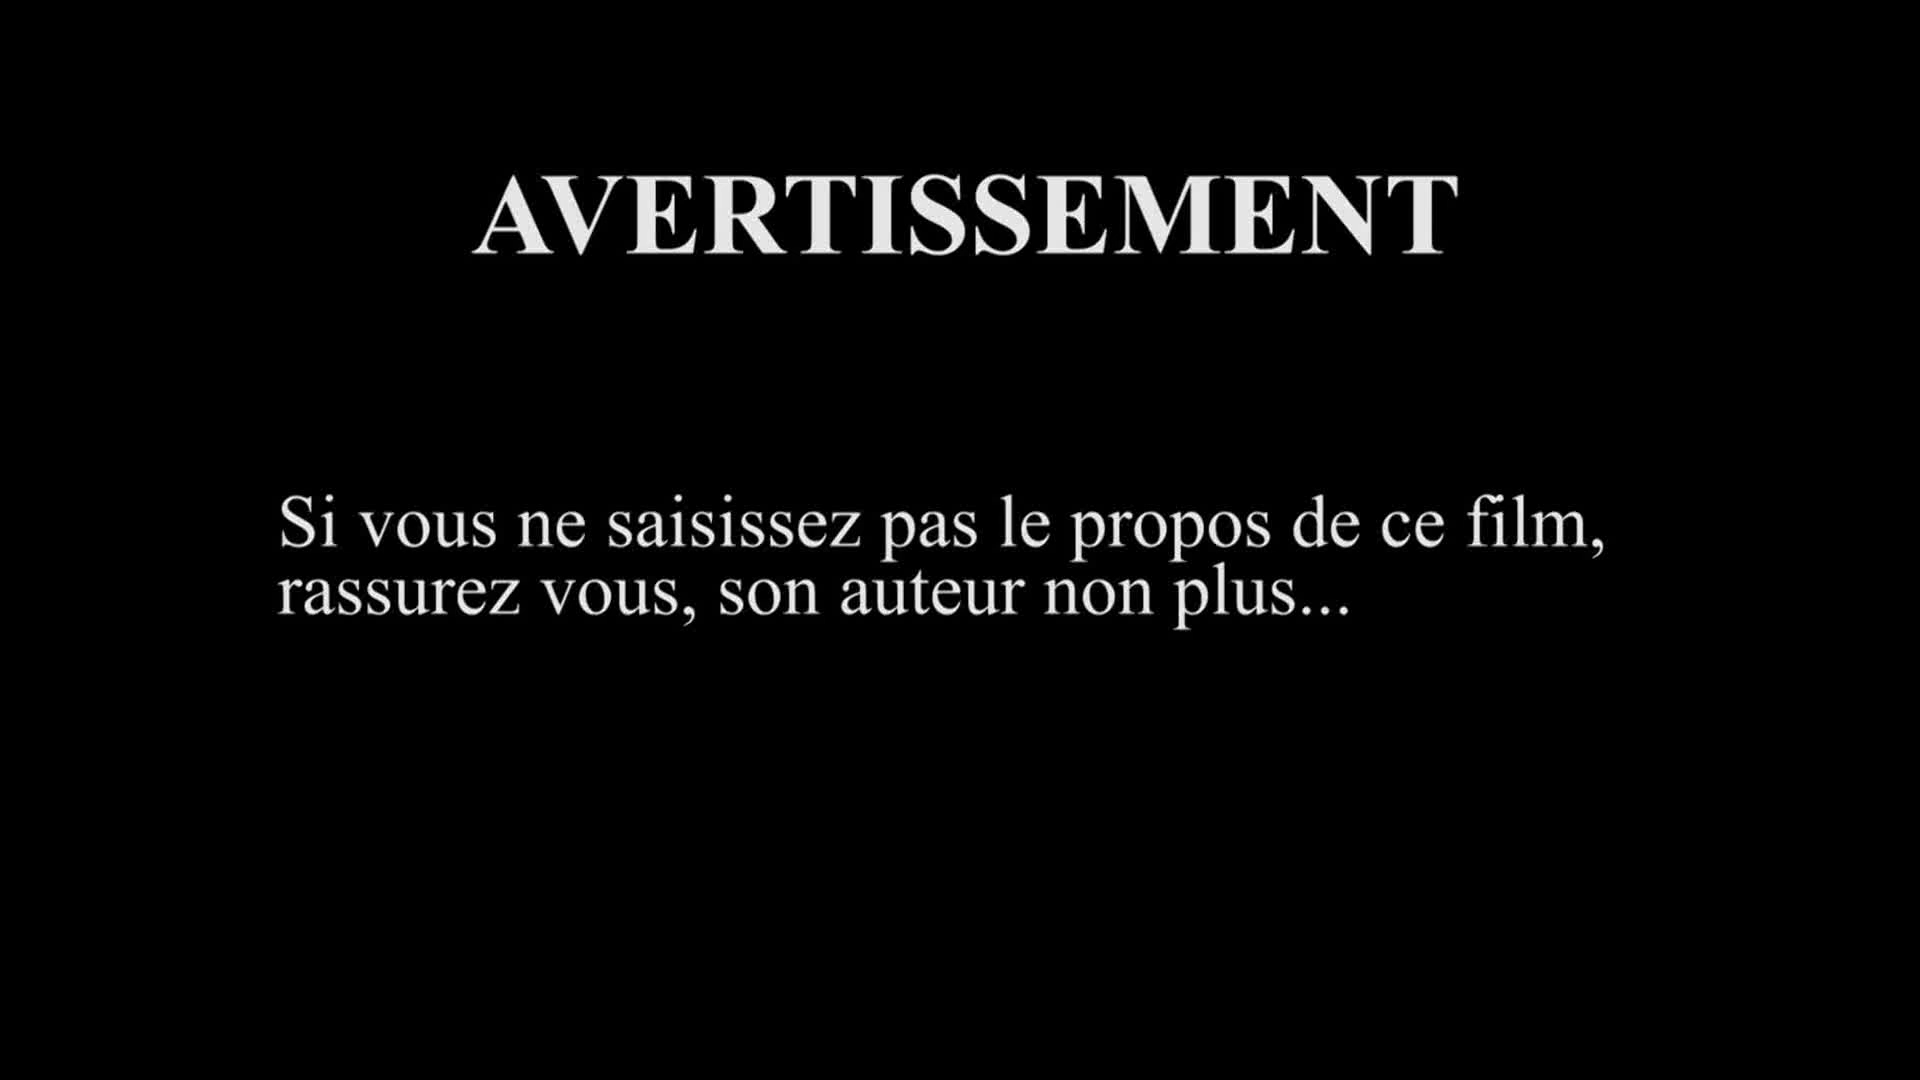 AVERTISSEMENT
Si vous ne saisissez pas le propos de ce film,
rassurez vous, son auteur non plus...